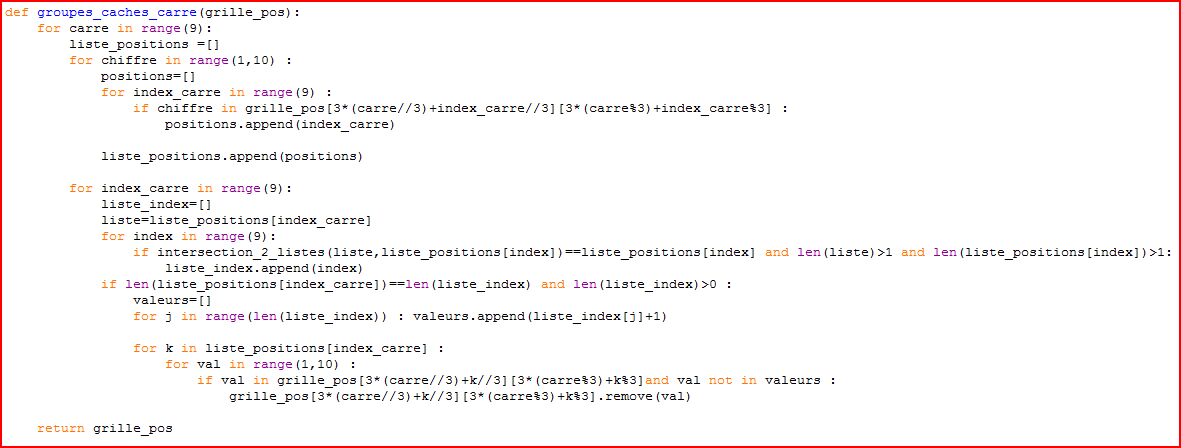 def groupes_caches_carre(grille_pos):
    for carre in range(9):
        liste_positions =[]
        for chiffre in range(1,10) :
            positions=[]
            for index_carre in range(9) :
                if chiffre in grille_pos[3*(carre//3)+index_carre//3][3*(carre%3)+index_carre%3] :
                    positions.append(index_carre)
            liste_positions.append(positions)
        for index_carre in range(9):
            liste_index=[]
            liste=liste_positions[index_carre]
            for index in range(9):
                if intersection_2_listes(liste,liste_positions[index])==liste_positions[index] and len(liste)>1 and len(liste_positions[index])>1:
                    liste_index.append(index)
            if len(liste_positions[index_carre])==len(liste_index) and len(liste_index)>0 :
                valeurs=[]
                for j in range(len(liste_index)) : valeurs.append(liste_index[j]+1)
                for k in liste_positions[index_carre] :
                    for val in range(1,10) :
                        if val in grille_pos[3*(carre//3)+k//3][3*(carre%3)+k%3]and val not in valeurs :
                            grille_pos[3*(carre//3)+k//3][3*(carre%3)+k%3].remove(val)
    return grille_pos